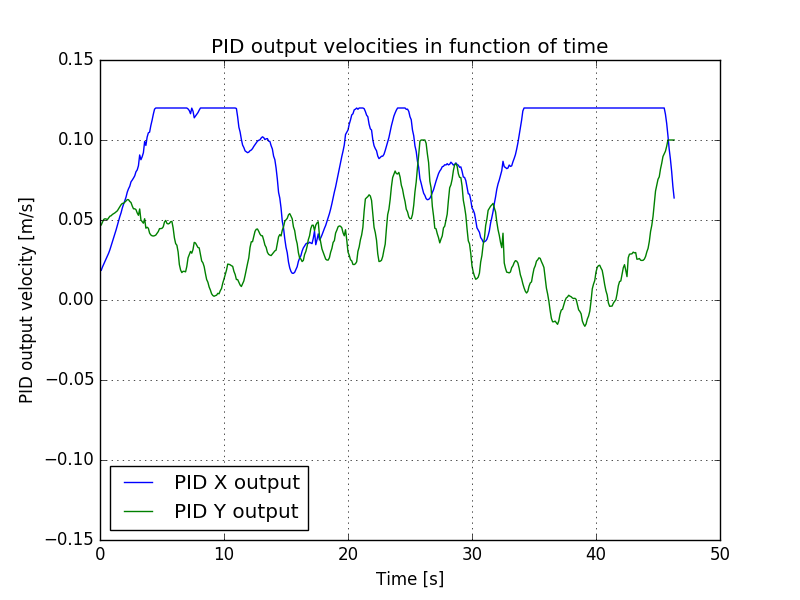 PID output velocities in function of time
0.15
0.10
0.05
0.00
−0.05
−0.10
−0.15
PID output velocity [m/s]
PID X output
PID Y output
0 10 20 30 40 50
Time [s]